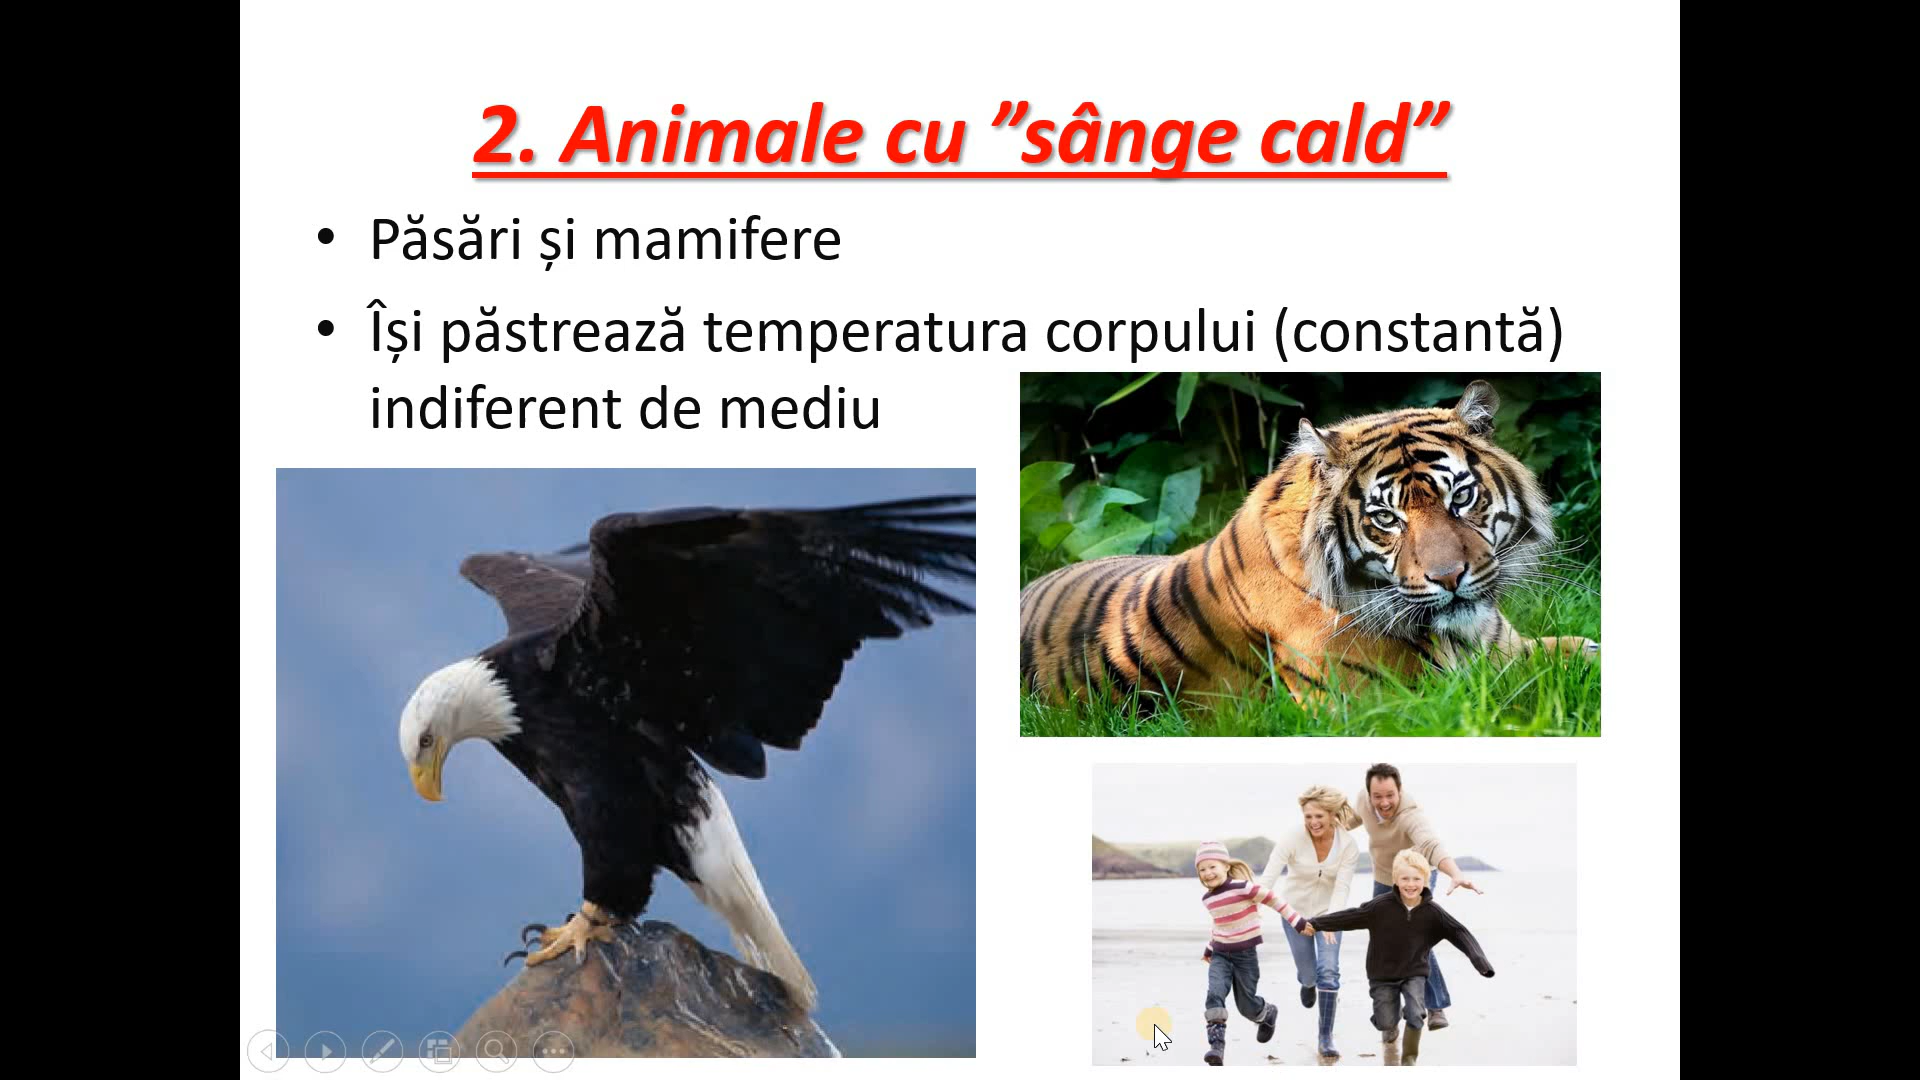 2. Animale cu ”sânge cald”
• Păsări și mamifere
• Își păstrează temperatura corpului (constantă)
indiferent de mediu